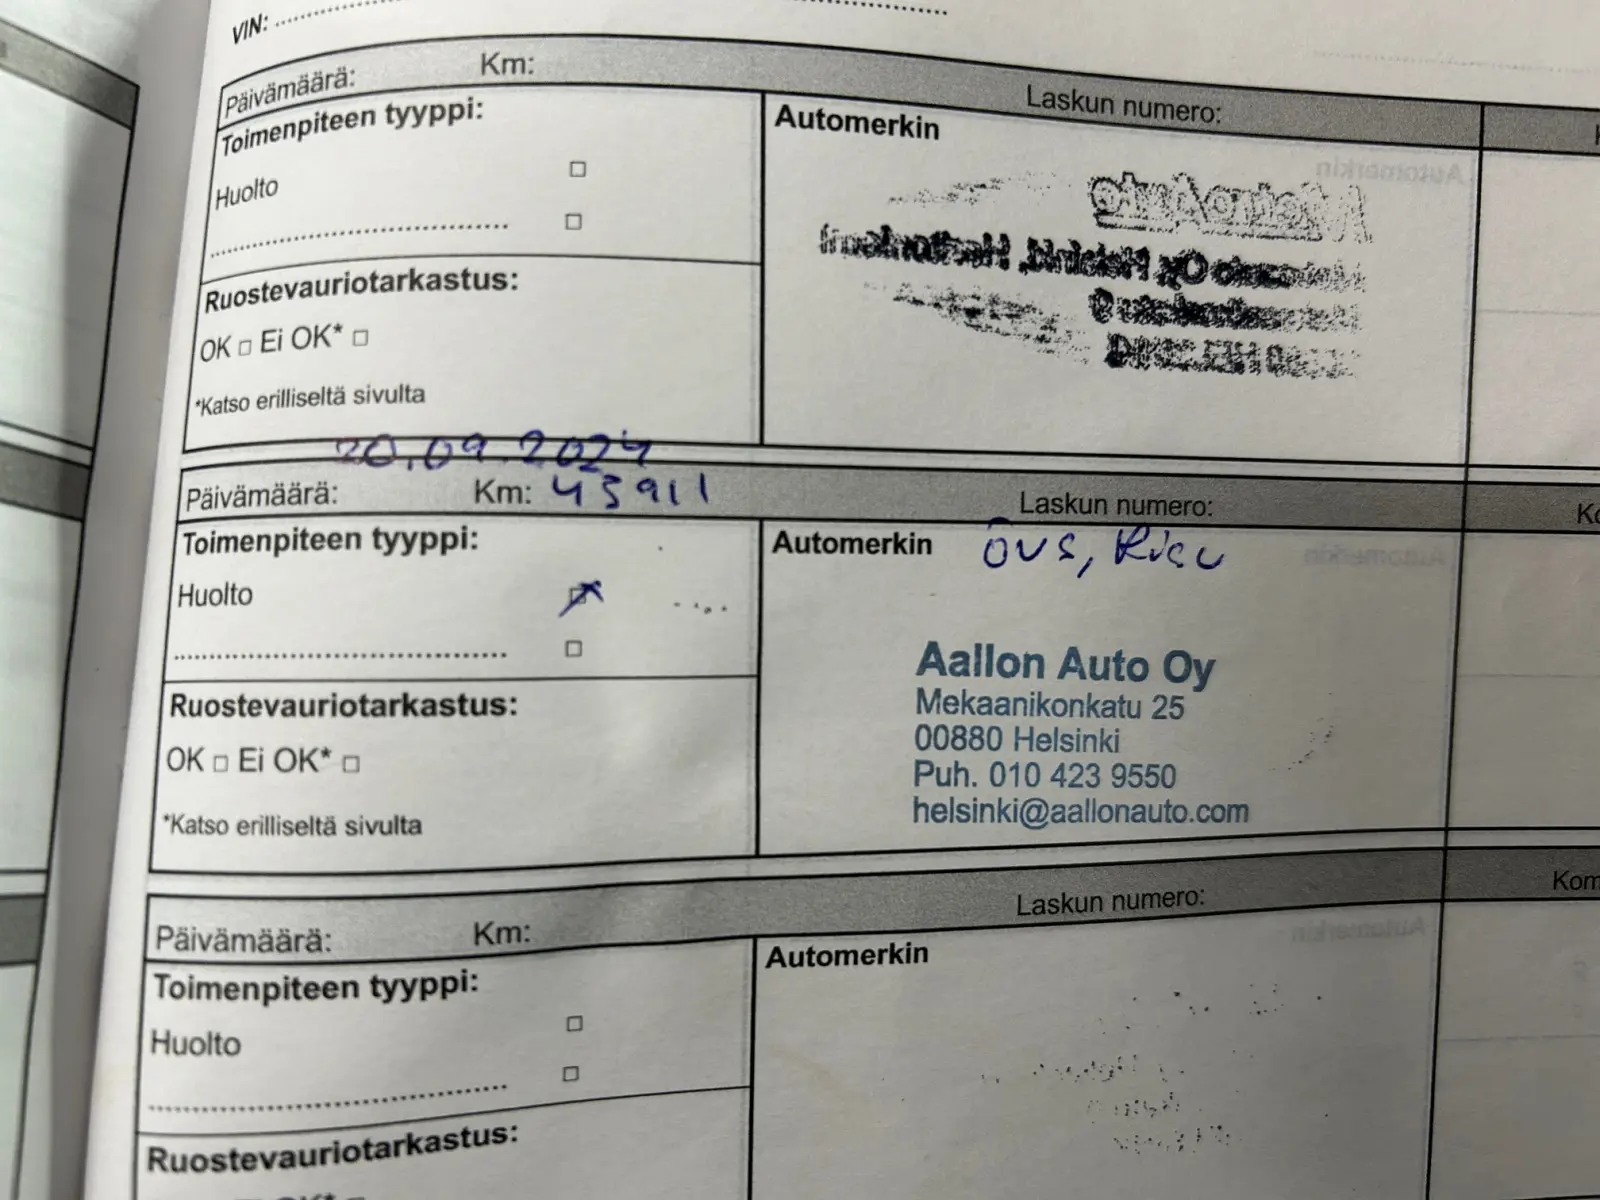 VIN:
Päivämäärä: Km: Laskun numero:
Toimenpiteen tyyppi:
Automerkin
Huolto
Ruostevauriotarkastus:
OK □ Ei OK* □
*Katso erilliseltä sivulta
20.09.2024
Päivämäärä: Km: 45911 Laskun numero:
Toimenpiteen tyyppi:
Automerkin
Huolto
Aallon Auto Oy
Mekaanikonkatu 25
00880 Helsinki
Puh. 010 423 9550
helsinki@aallonauto.com
Ruostevauriotarkastus:
OK □ Ei OK* □
*Katso erilliseltä sivulta
Päivämäärä: Km: Laskun numero:
Toimenpiteen tyyppi:
Automerkin
Huolto
Ruostevauriotarkastus: